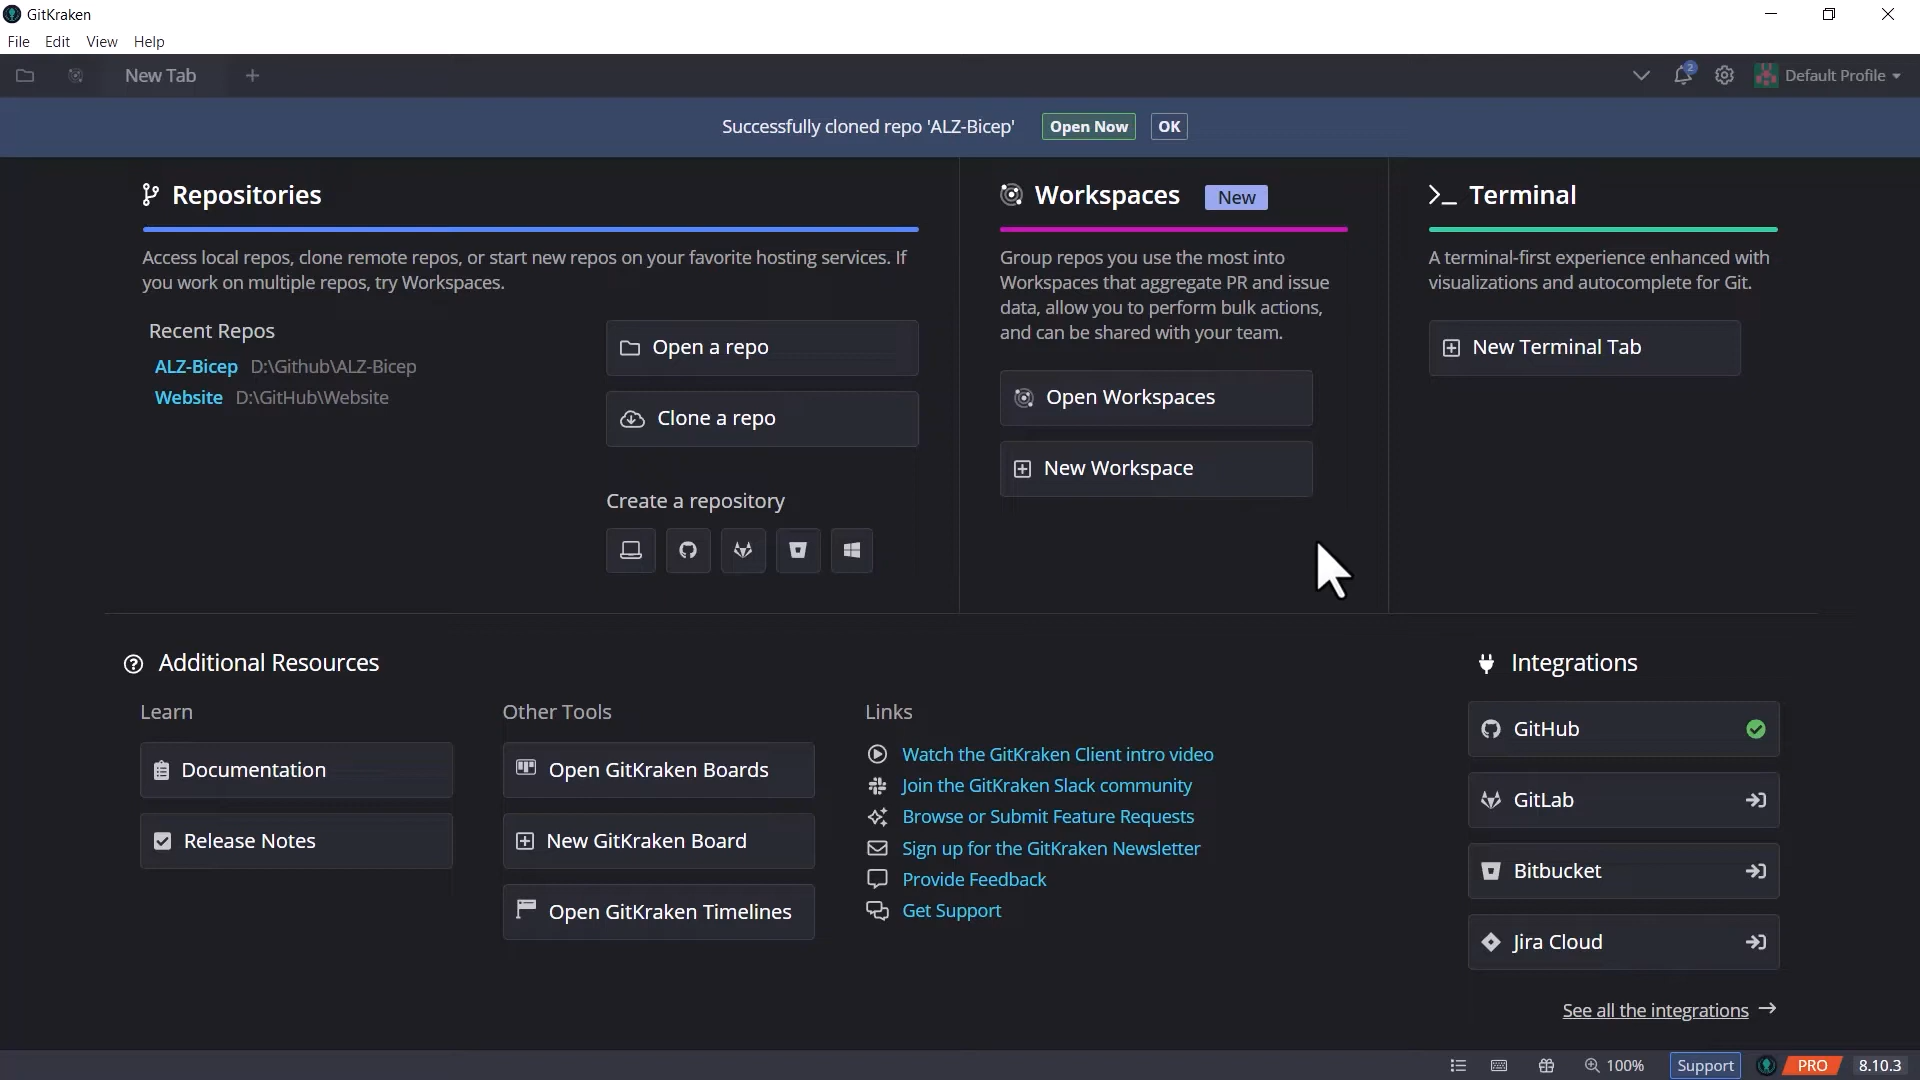 GitKraken
File Edit View Help
New Tab
2
Default Profile
Successfully cloned repo 'ALZ-Bicep' Open Now OK
Repositories
Access local repos, clone remote repos, or start new repos on your favorite hosting services. If
you work on multiple repos, try Workspaces.
Recent Repos
ALZ-Bicep D:\Github\ALZ-Bicep
Website D:\GitHub\Website
Open a repo
Clone a repo
Create a repository
Workspaces New
Group repos you use the most into
Workspaces that aggregate PR and issue
data, allow you to perform bulk actions,
and can be shared with your team.
Open Workspaces
New Workspace
Terminal
A terminal-first experience enhanced with
visualizations and autocomplete for Git.
New Terminal Tab
Additional Resources
Learn
Documentation
Release Notes
Other Tools
Open GitKraken Boards
New GitKraken Board
Open GitKraken Timelines
Links
Watch the GitKraken Client intro video
Join the GitKraken Slack community
Browse or Submit Feature Requests
Sign up for the GitKraken Newsletter
Provide Feedback
Get Support
Integrations
GitHub
GitLab
Bitbucket
Jira Cloud
See all the integrations
100% Support PRO 8.10.3